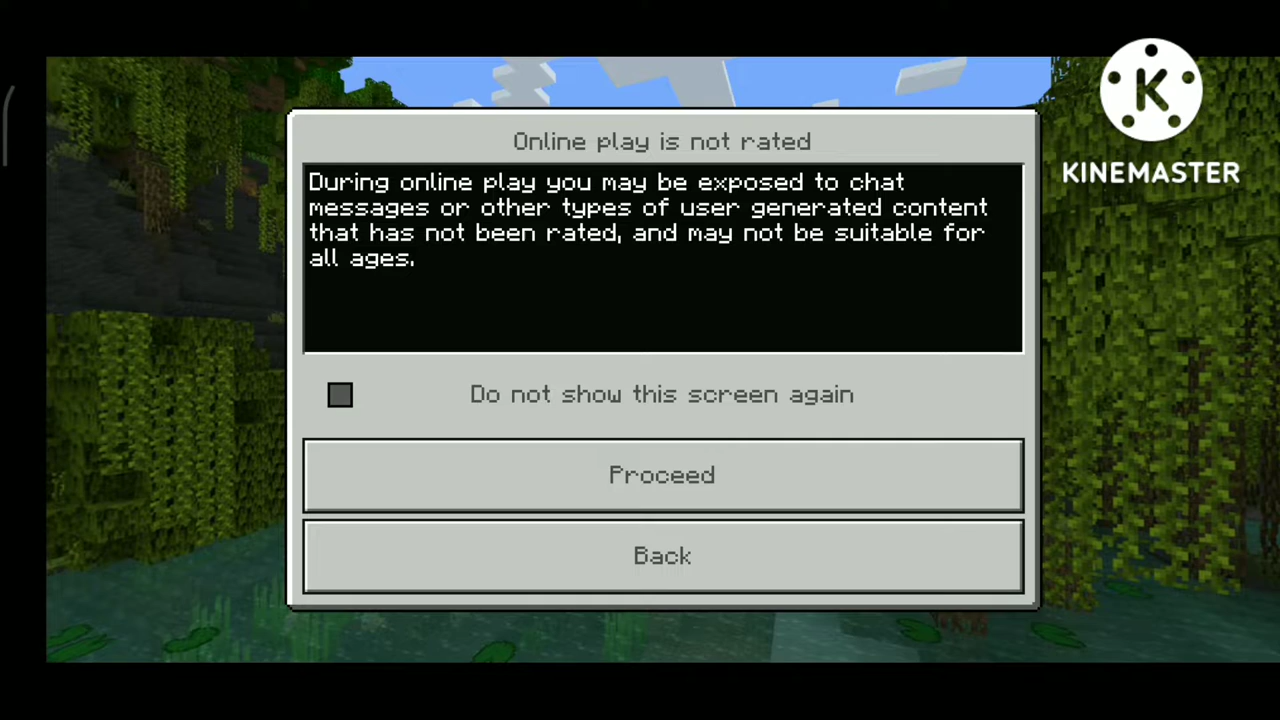 Online play is not rated
During online play you may be exposed to chat
messages or other types of user generated content
that has not been rated, and may not be suitable for
all ages.
Do not show this screen again
Proceed
Back
K
KINEMASTER